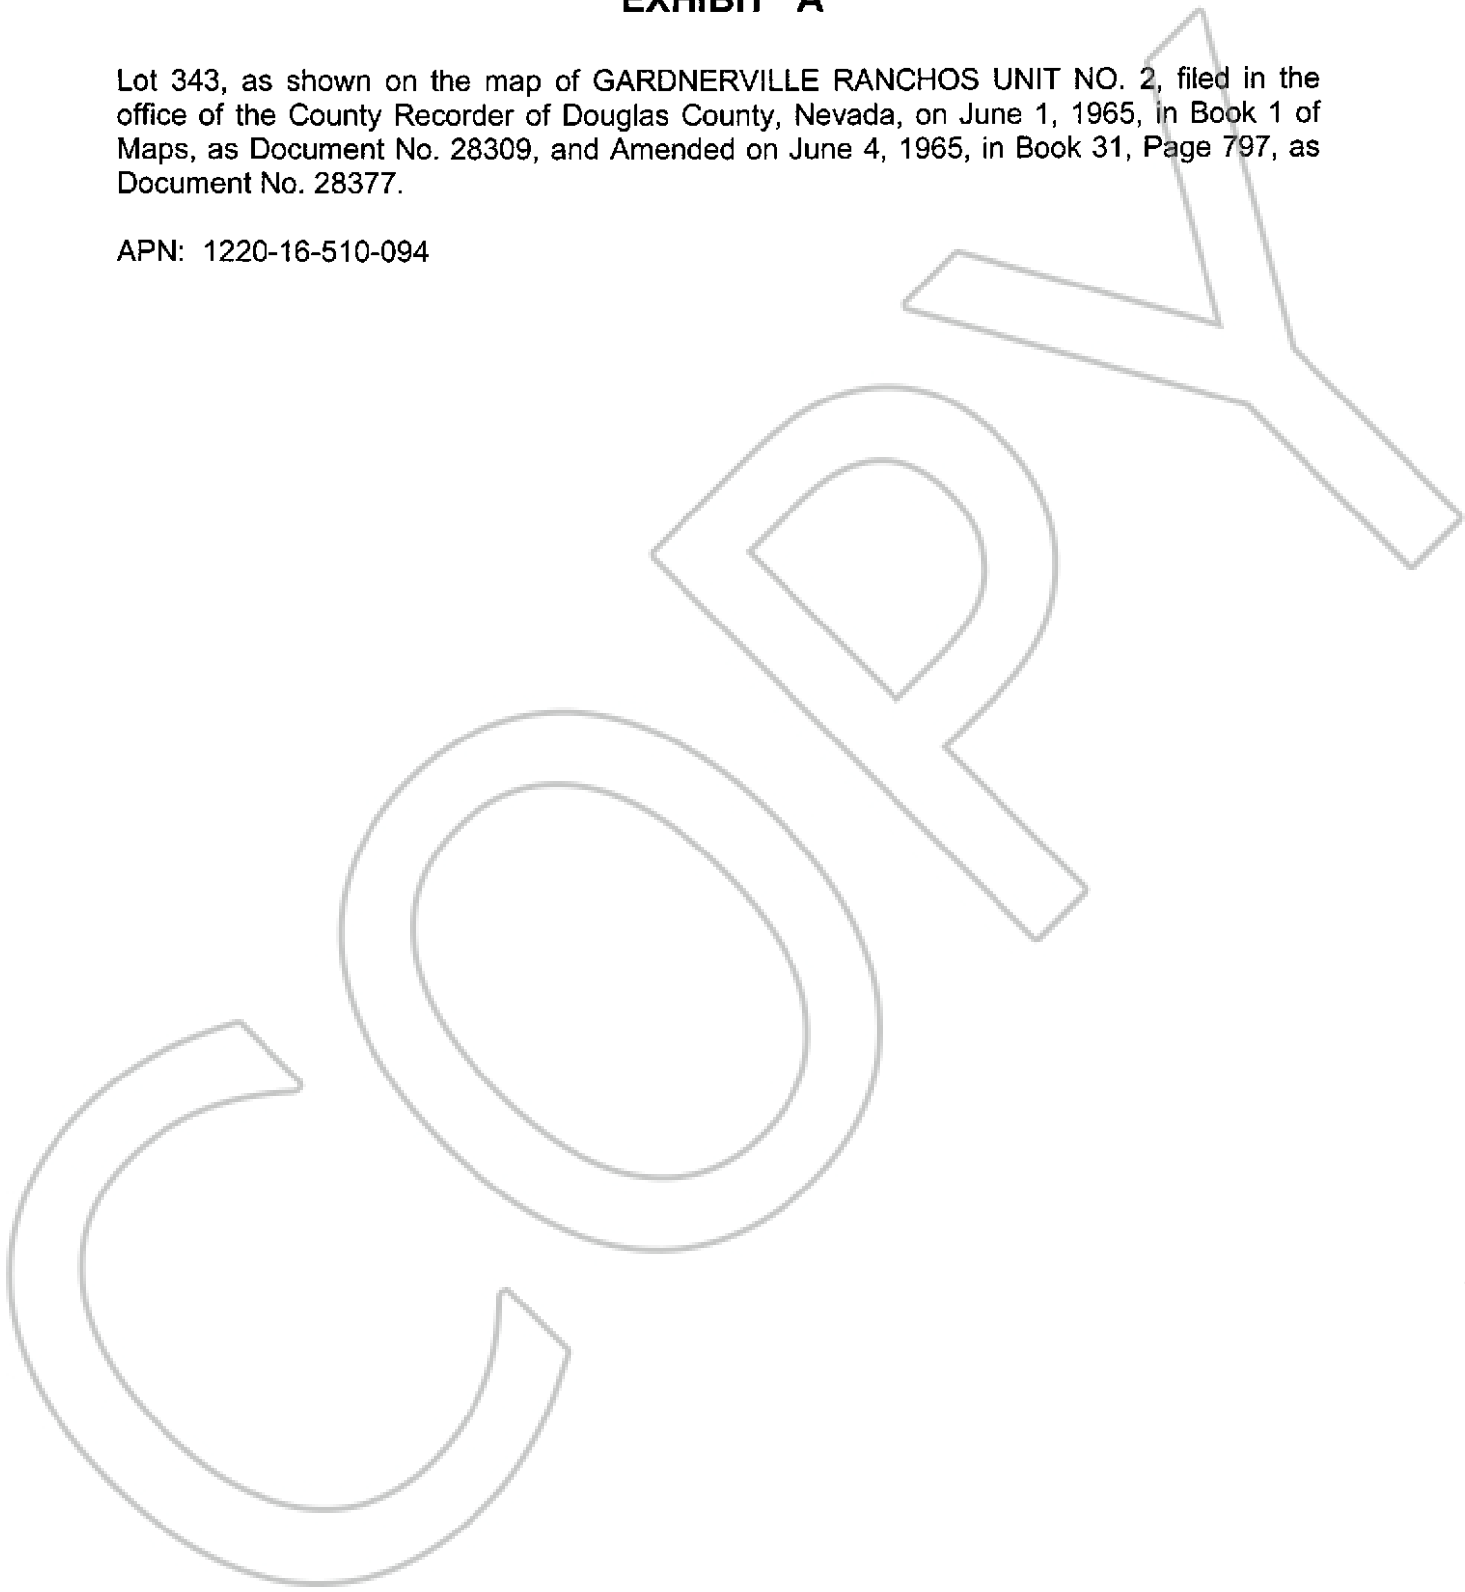 EXHIBIT "A"
Lot 343, as shown on the map of GARDNERVILLE RANCHOS UNIT NO. 2, filed in the
office of the County Recorder of Douglas County, Nevada, on June 1, 1965, in Book 1 of
Maps, as Document No. 28309, and Amended on June 4, 1965, in Book 31, Page 797, as
Document No. 28377.
APN: 1220-16-510-094
COPY